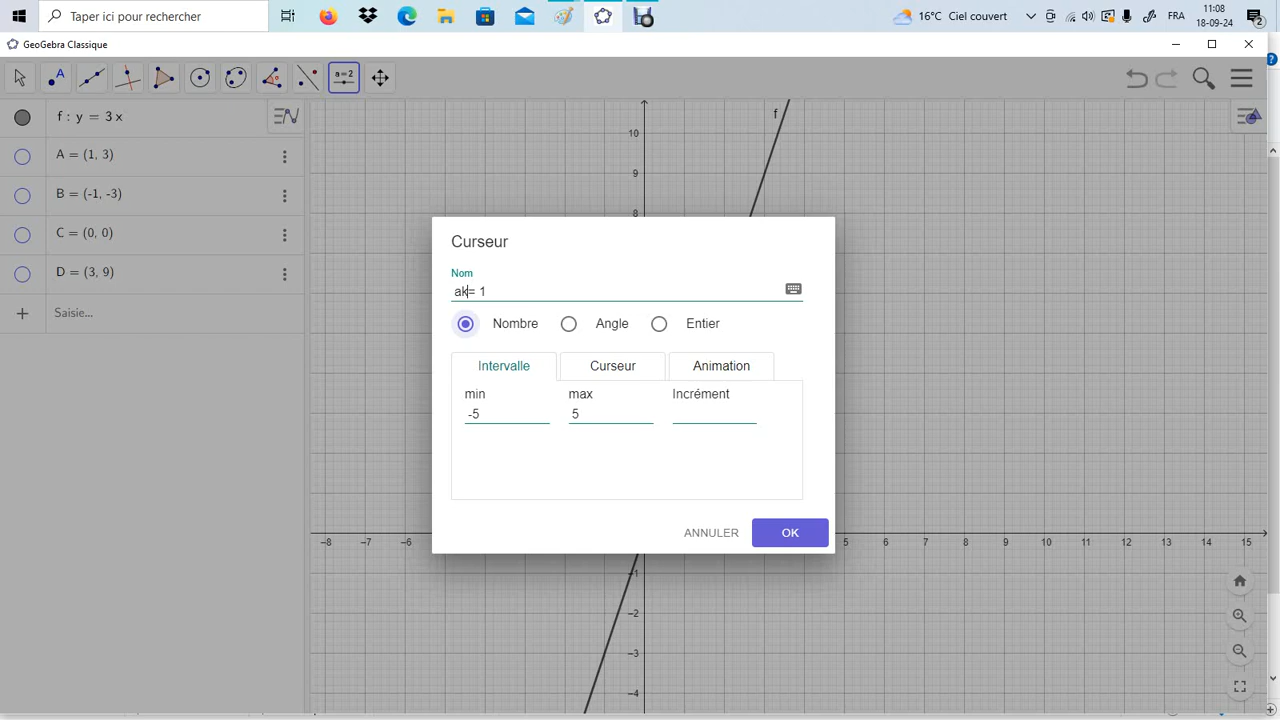 Taper ici pour rechercher
16°C Ciel couvert
FRA
11:08
18-09-24
2
GeoGebra Classique
a=2
f : y = 3 x
A = (1, 3)
B = (-1, -3)
C = (0, 0)
D = (3, 9)
Saisie...
f
10
9
8
Curseur
Nom
ak= 1
Nombre
Angle
Entier
Intervalle
Curseur
Animation
min
max
Incrément
-5
5
ANNULER
OK
–8 –7 –6 5 6 7 8 9 10 11 12 13 14 15
–1
–2
–3
–4